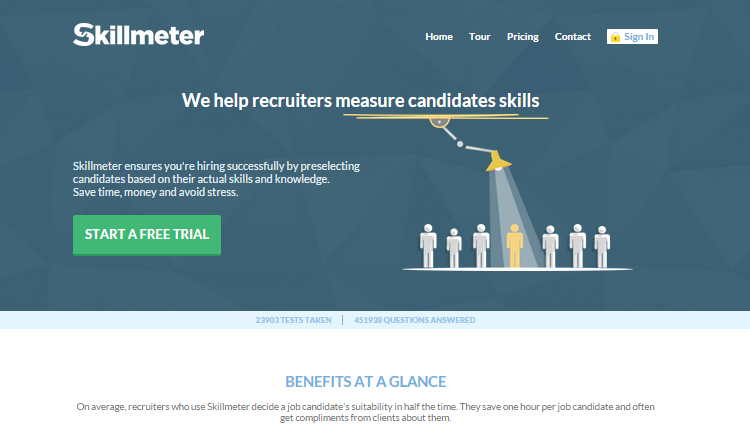 Skillmeter
Home Tour Pricing Contact Sign In
We help recruiters measure candidates skills
Skillmeter ensures you're hiring successfully by preselecting
candidates based on their actual skills and knowledge.
Save time, money and avoid stress.
START A FREE TRIAL
23903 TESTS TAKEN 451938 QUESTIONS ANSWERED
BENEFITS AT A GLANCE
On average, recruiters who use Skillmeter decide a job candidate's suitability in half the time. They save one hour per job candidate and often
get compliments from clients about them.